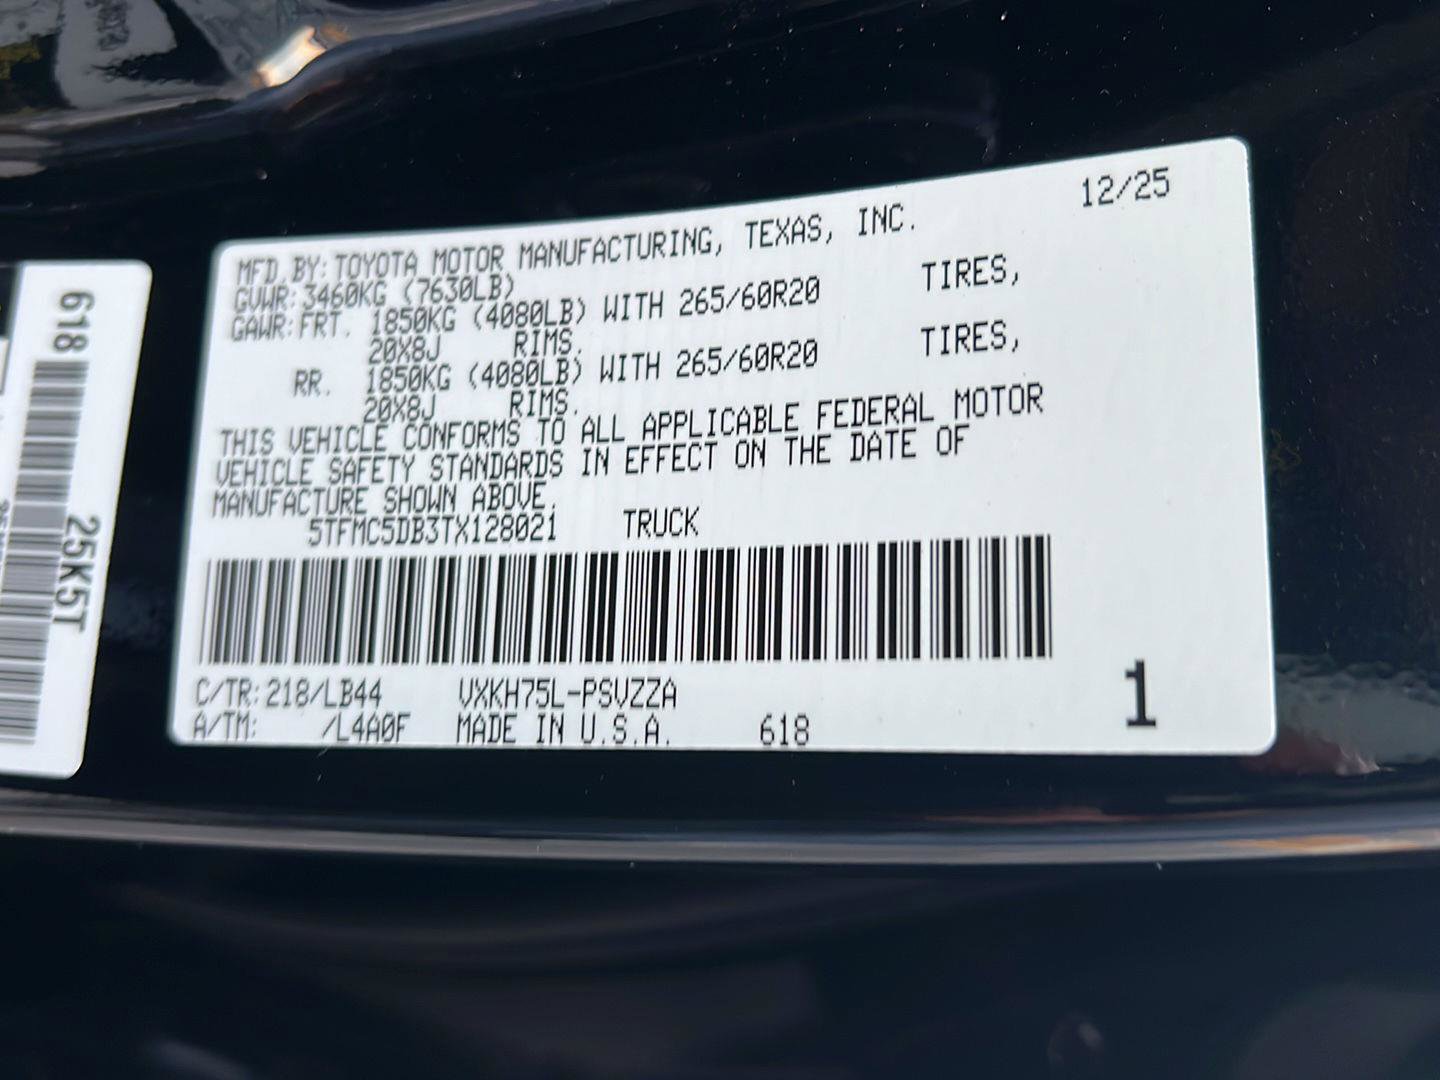 12/25
MFD.BY: TOYOTA MOTOR MANUFACTURING, TEXAS, INC.
GVWR: 3460KG (7630LB)
GAWR: FRT. 1850KG (4080LB) WITH 265/60R20 TIRES,
20X8J RIMS.
RR. 1850KG (4080LB) WITH 265/60R20 TIRES,
20X8J RIMS.
THIS VEHICLE CONFORMS TO ALL APPLICABLE FEDERAL MOTOR
VEHICLE SAFETY STANDARDS IN EFFECT ON THE DATE OF
MANUFACTURE SHOWN ABOVE.
5TFMC5DB3TX128021 TRUCK
C/TR: 218/LB44 VXKH75L-PSVZZA
A/TM: /L4A0F MADE IN U.S.A. 618
1
618
25K5T